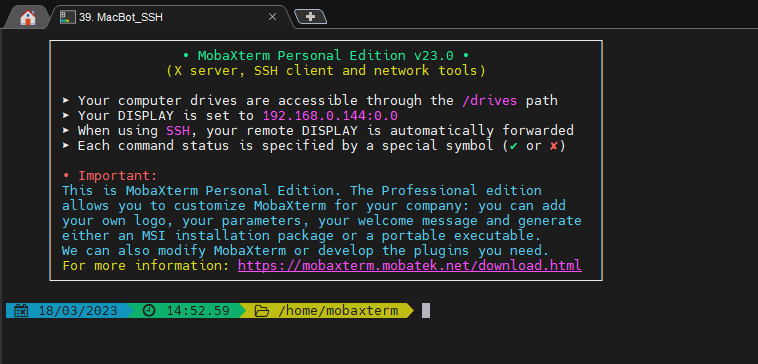 39. MacBot_SSH
• MobaXterm Personal Edition v23.0 •
(X server, SSH client and network tools)
➤ Your computer drives are accessible through the /drives path
➤ Your DISPLAY is set to 192.168.0.144:0.0
➤ When using SSH, your remote DISPLAY is automatically forwarded
➤ Each command status is specified by a special symbol (✔ or ✘)
• Important:
This is MobaXterm Personal Edition. The Professional edition
allows you to customize MobaXterm for your company: you can add
your own logo, your parameters, your welcome message and generate
either an MSI installation package or a portable executable.
We can also modify MobaXterm or develop the plugins you need.
For more information: https://mobaxterm.mobatek.net/download.html
18/03/2023 14:52.59 /home/mobaxterm